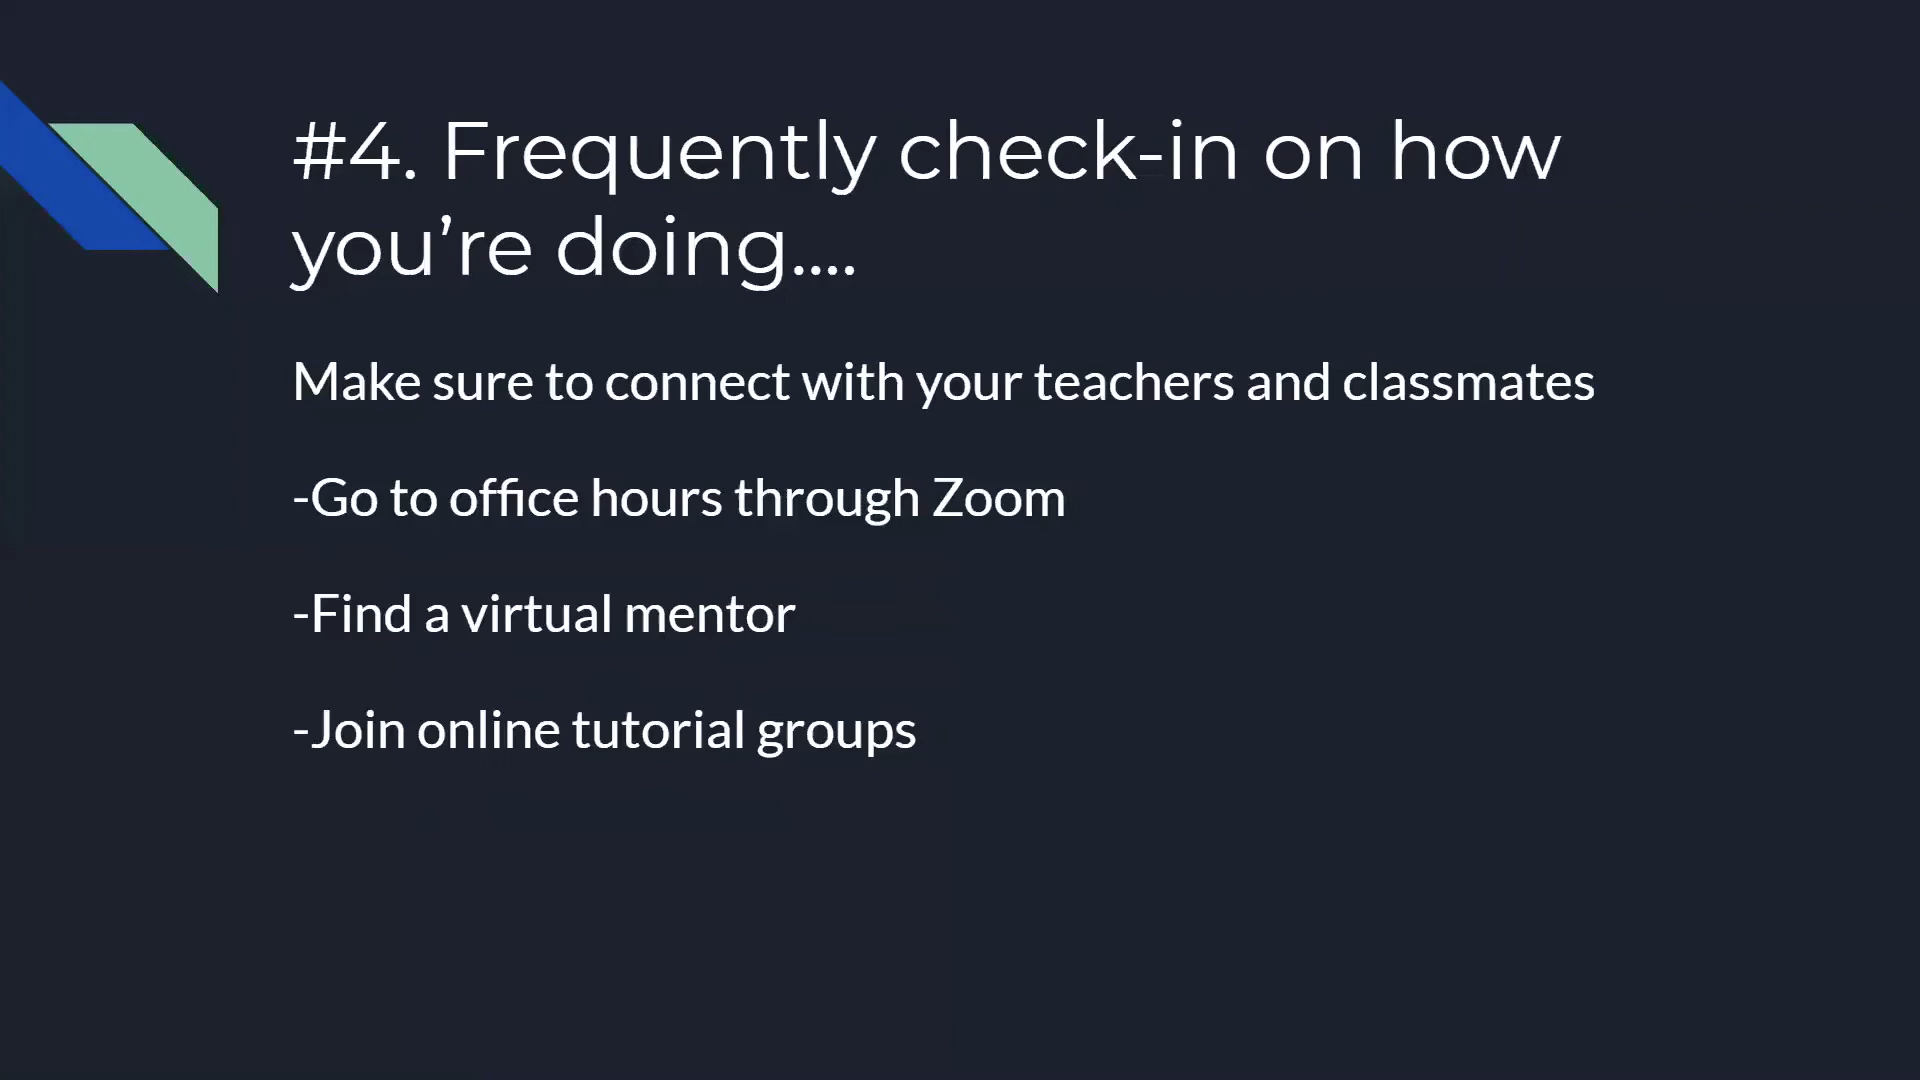 #4. Frequently check-in on how
you’re doing....
Make sure to connect with your teachers and classmates
-Go to office hours through Zoom
-Find a virtual mentor
-Join online tutorial groups